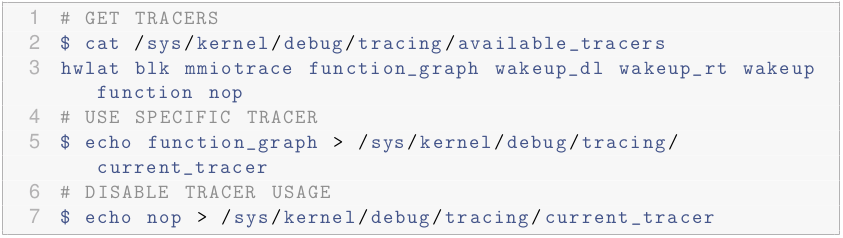 1 # GET TRACERS
2 $ cat /sys/kernel/debug/tracing/available_tracers
3 hwlat blk mmiotrace function_graph wakeup_dl wakeup_rt wakeup
function nop
4 # USE SPECIFIC TRACER
5 $ echo function_graph > /sys/kernel/debug/tracing/
current_tracer
6 # DISABLE TRACER USAGE
7 $ echo nop > /sys/kernel/debug/tracing/current_tracer